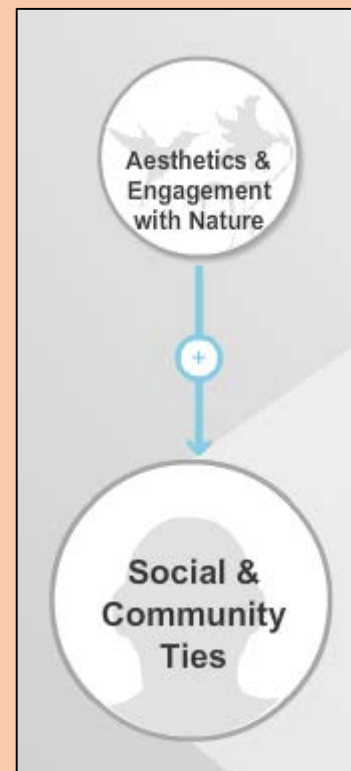 Aesthetics &
Engagement
with Nature
+
Social &
Community
Ties